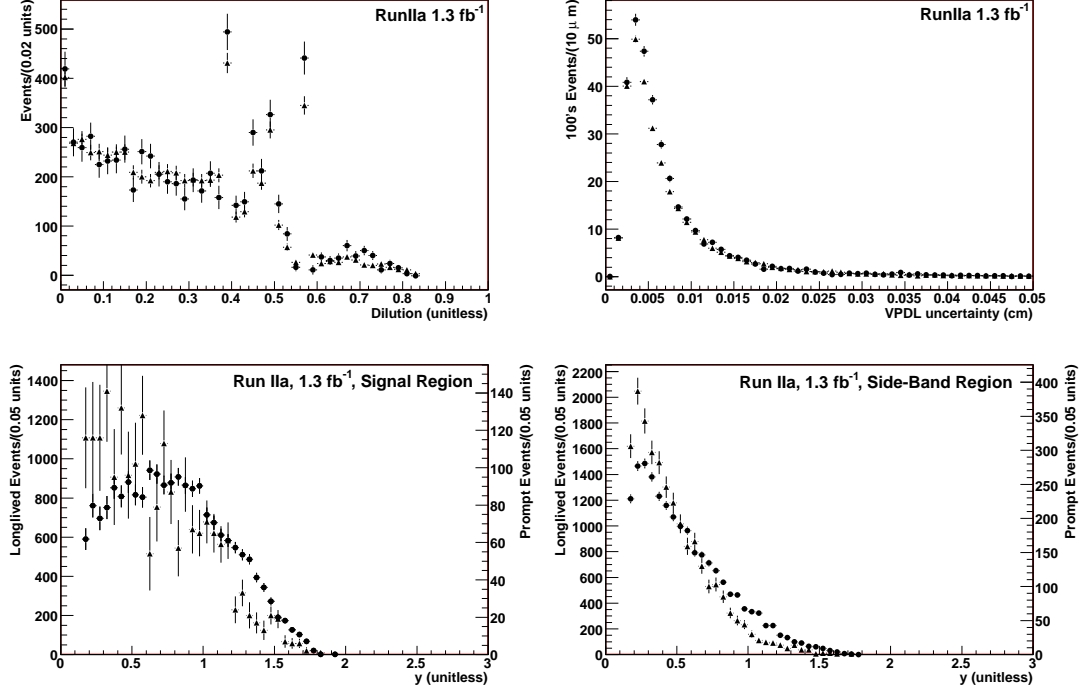 RunIIa 1.3 fb-1
Events/(0.02 units)
500
400
300
200
100
0
0 0.1 0.2 0.3 0.4 0.5 0.6 0.7 0.8 0.9 1
Dilution (unitless)
RunIIa 1.3 fb-1
100's Events/(10 μ m)
50
40
30
20
10
0
0 0.005 0.01 0.015 0.02 0.025 0.03 0.035 0.04 0.045 0.05
VPDL uncertainty (cm)
Run IIa, 1.3 fb-1, Signal Region
Longlived Events/(0.05 units)
1400
1200
1000
800
600
400
200
0
0 0.5 1 1.5 2 2.5 3
y (unitless)
140
120
100
80
60
40
20
0
Prompt Events/(0.05 units)
Run IIa, 1.3 fb-1, Side-Band Region
Longlived Events/(0.05 units)
2200
2000
1800
1600
1400
1200
1000
800
600
400
200
0
0 0.5 1 1.5 2 2.5 3
y (unitless)
400
350
300
250
200
150
100
50
0
Prompt Events/(0.05 units)